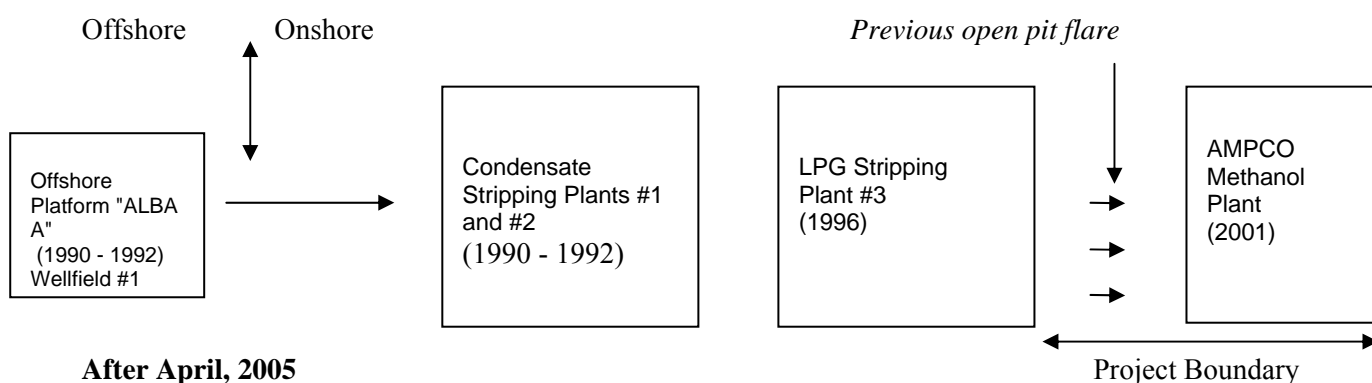 Offshore
Onshore
Previous open pit flare
Offshore
Platform "ALBA
A"
(1990 - 1992)
Wellfield #1
Condensate
Stripping Plants #1
and #2
(1990 - 1992)
LPG Stripping
Plant #3
(1996)
AMPCO
Methanol
Plant
(2001)
After April, 2005
Project Boundary